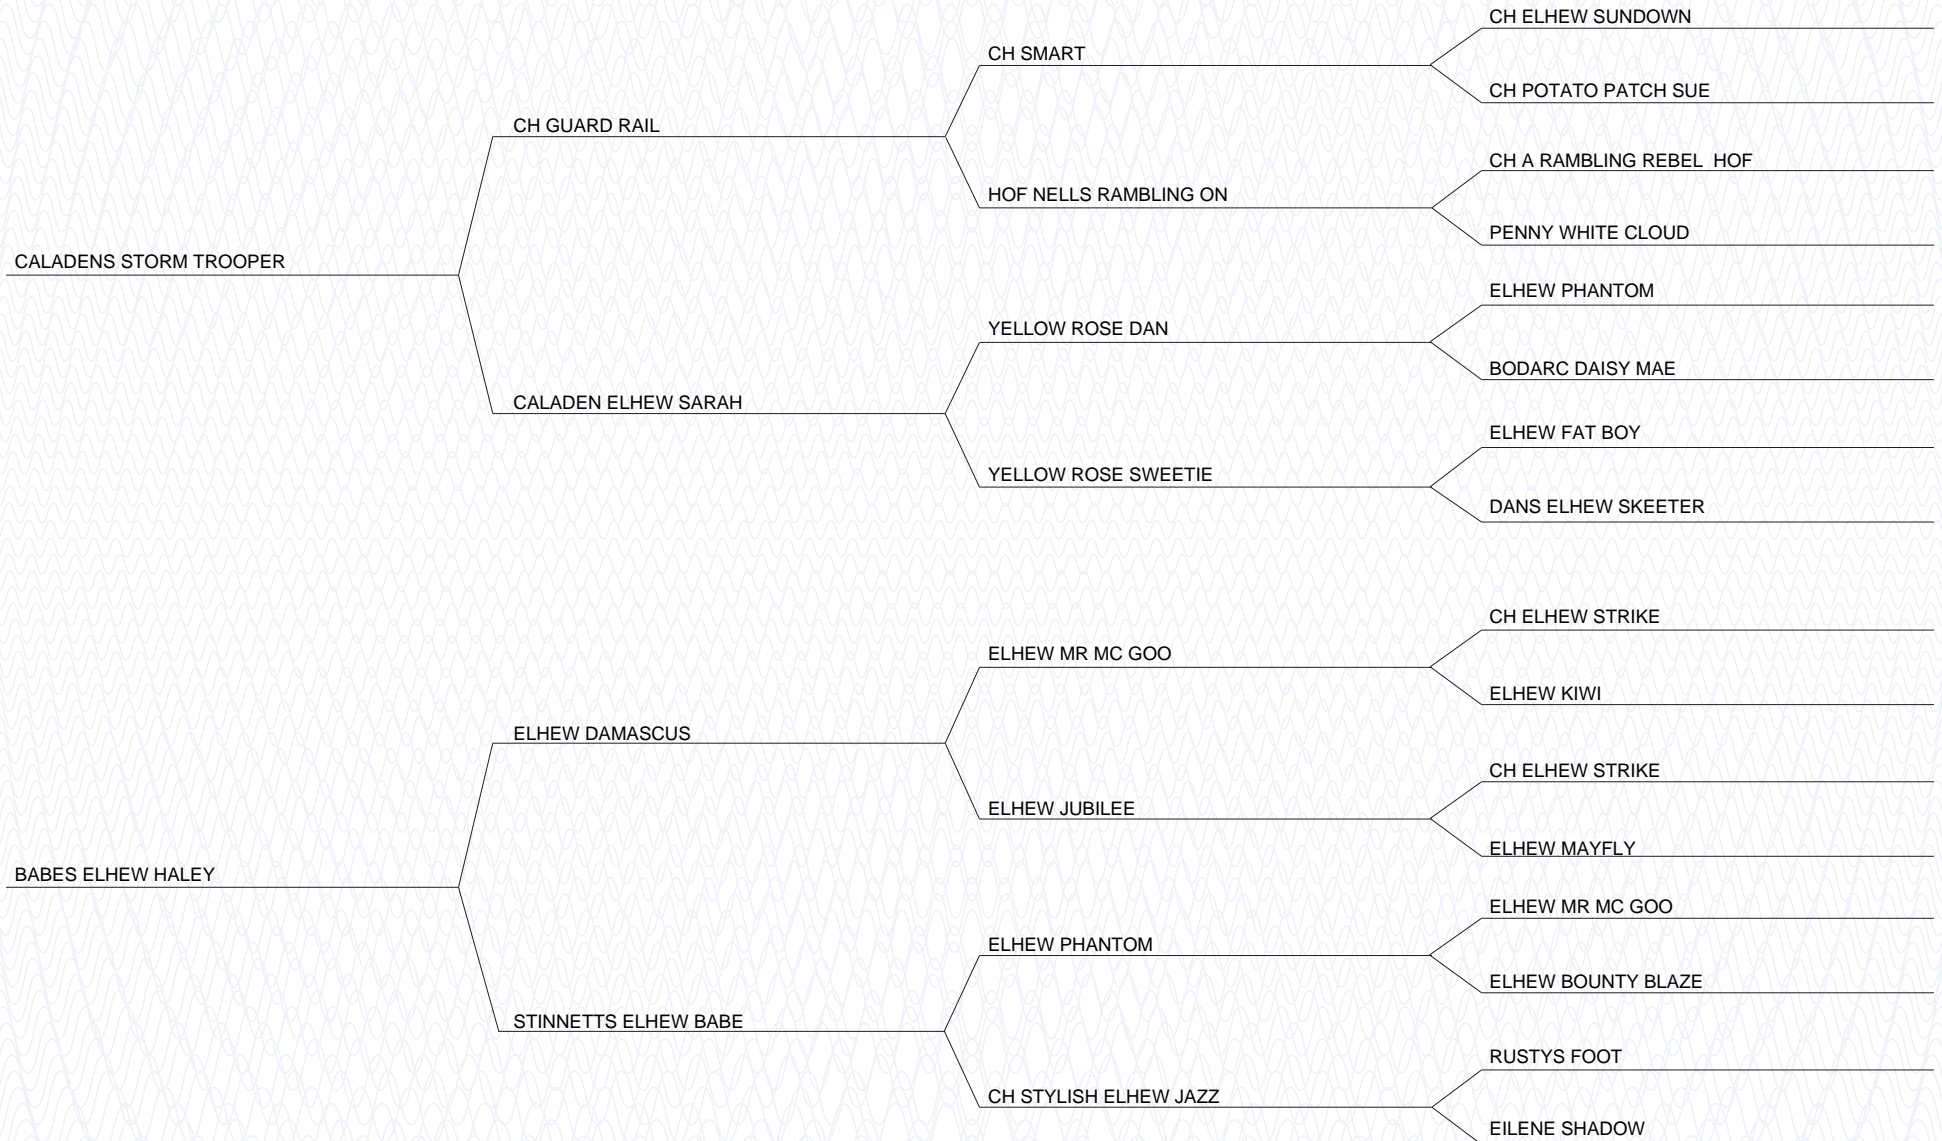 CH ELHEW SUNDOWN
CH SMART
CH POTATO PATCH SUE
CH GUARD RAIL
CH A RAMBLING REBEL  HOF
HOF NELLS RAMBLING ON
PENNY WHITE CLOUD
CALADENS STORM TROOPER
ELHEW PHANTOM
YELLOW ROSE DAN
BODARC DAISY MAE
CALADEN ELHEW SARAH
ELHEW FAT BOY
YELLOW ROSE SWEETIE
DANS ELHEW SKEETER
CH ELHEW STRIKE
ELHEW MR MC GOO
ELHEW KIWI
ELHEW DAMASCUS
CH ELHEW STRIKE
ELHEW JUBILEE
ELHEW MAYFLY
BABES ELHEW HALEY
ELHEW MR MC GOO
ELHEW PHANTOM
ELHEW BOUNTY BLAZE
STINNETTS ELHEW BABE
RUSTYS FOOT
CH STYLISH ELHEW JAZZ
EILENE SHADOW